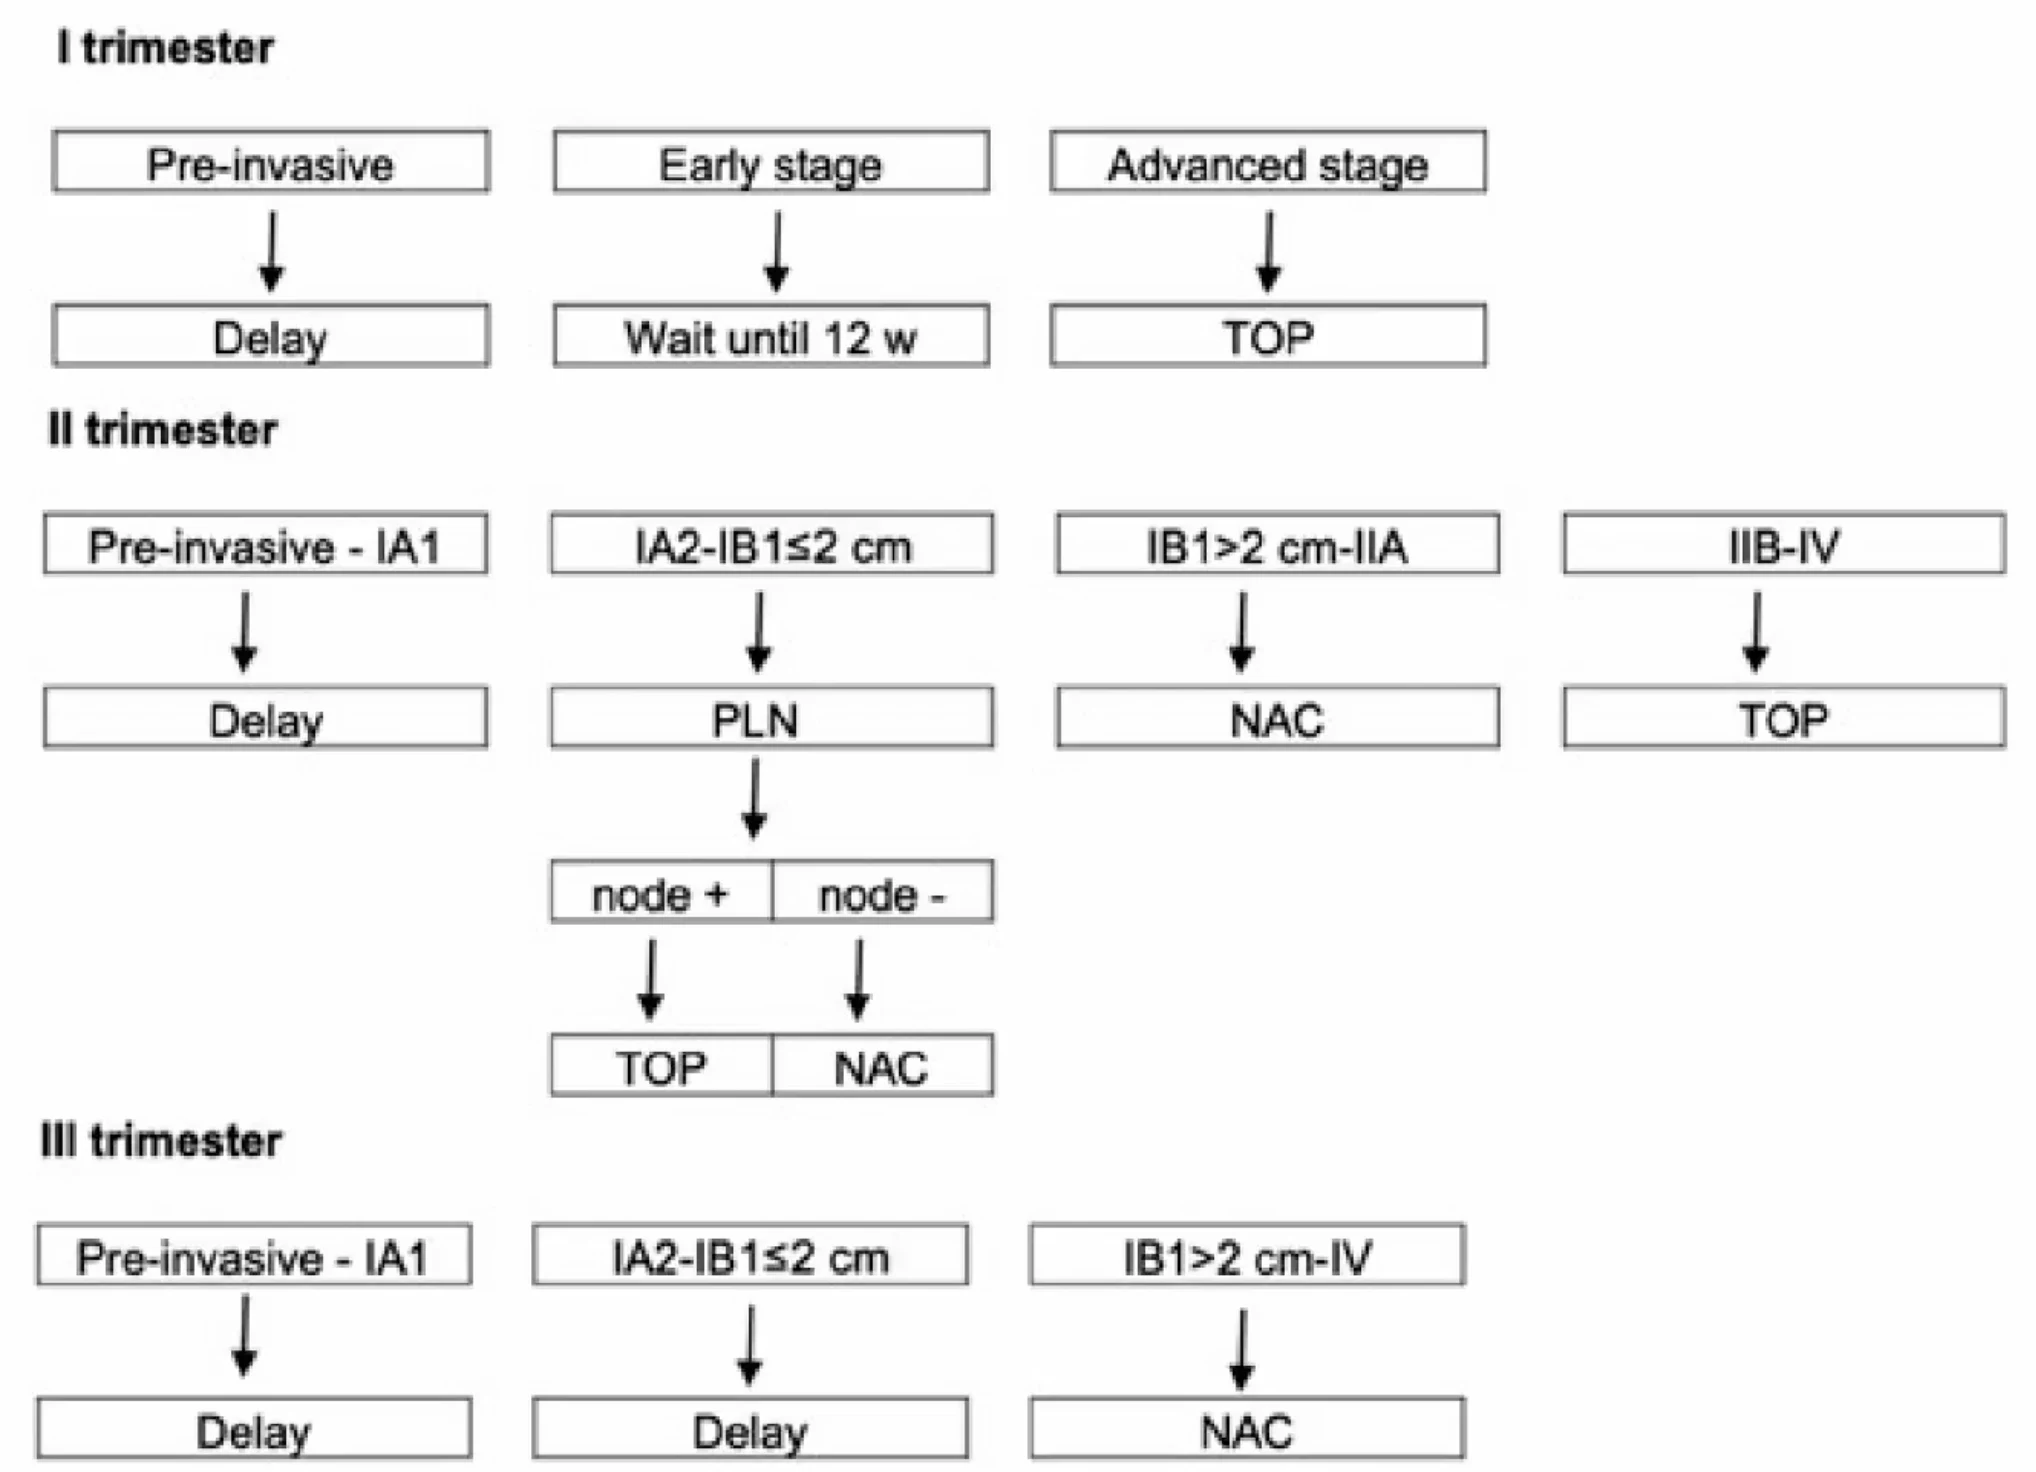 I trimester
Pre-invasive Early stage Advanced stage
Delay Wait until 12 w TOP
II trimester
Pre-invasive - IA1 IA2-IB1≤2 cm IB1>2 cm-IIA IIB-IV
Delay PLN NAC TOP
node + node -
TOP NAC
III trimester
Pre-invasive - IA1 IA2-IB1≤2 cm IB1>2 cm-IV
Delay Delay NAC